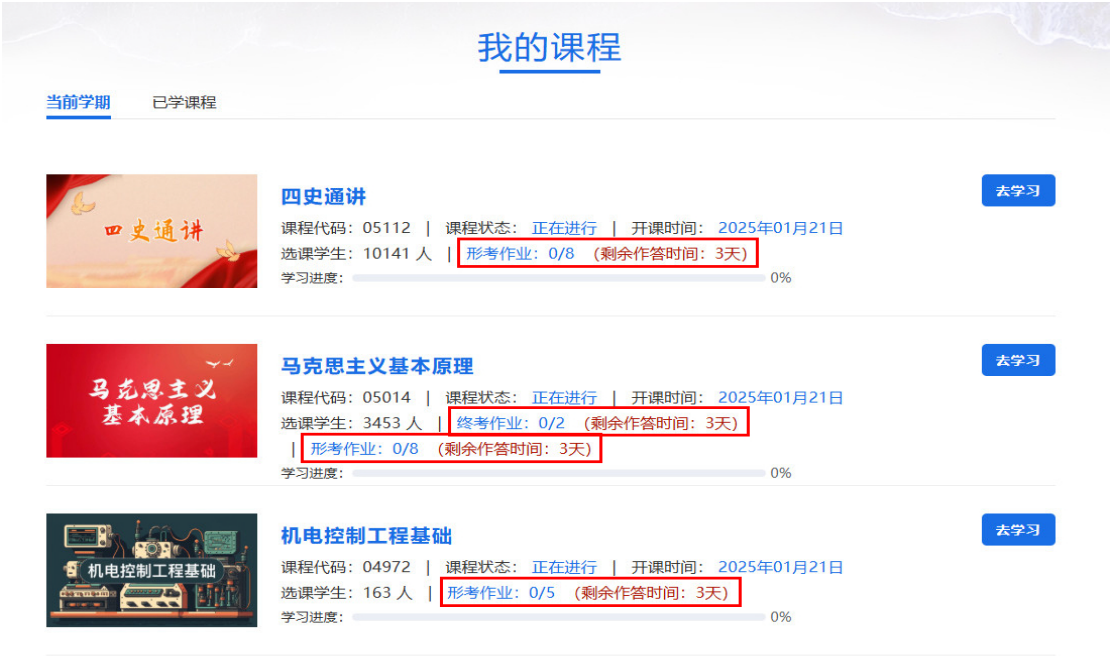 我的课程
当前学期 已学课程
四史通讲
四史通讲
去学习
课程代码：05112 | 课程状态： 正在进行 | 开课时间： 2025年01月21日
选课学生：10141 人 | 形考作业：0/8 （剩余作答时间：3天）
学习进度： 0%
马克思主义
基本原理
马克思主义基本原理
去学习
课程代码：05014 | 课程状态： 正在进行 | 开课时间： 2025年01月21日
选课学生：3453 人 | 终考作业：0/2 （剩余作答时间：3天）
| 形考作业：0/8 （剩余作答时间：3天）
学习进度： 0%
机电控制工程基础
机电控制工程基础
去学习
课程代码：04972 | 课程状态： 正在进行 | 开课时间： 2025年01月21日
选课学生：163 人 | 形考作业：0/5 （剩余作答时间：3天）
学习进度： 0%